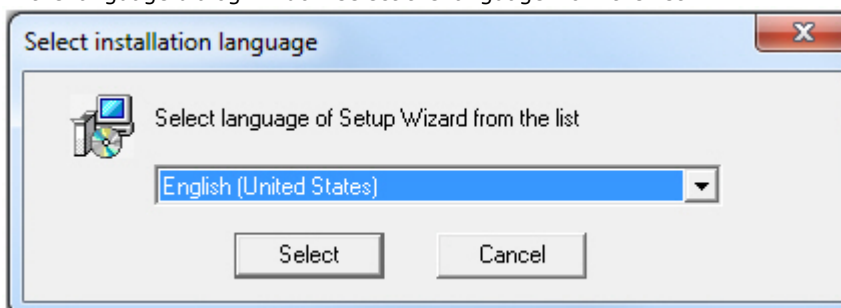 Select installation language
Select language of Setup Wizard from the list
English (United States)
Select
Cancel